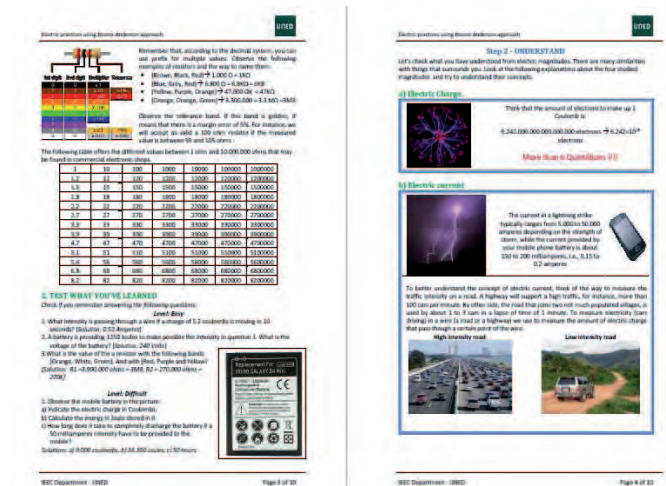 UNED
Electric practices using Bloom-Anderson approach
Remember that, according to the decimal system, you can
use prefix for multiple values. Observe the following
examples of resistors and the way to name them:
• [Brown, Black, Red]→ 1.000 Ω = 1KΩ
• [Blue, Grey, Red]→ 6.800 Ω = 6.8KΩ = 6K8
• [Yellow, Purple, Orange]→ 47.000 ΩK = 47KΩ
• [Orange, Orange, Green]→ 3.300.000 = 3.3 MΩ =3M3
Observe the tolerance band. If this band is golden, it
means that there is a margin error of 5%. For instance, we
will accept as valid a 100 ohm resistor if the measured
value is between 95 and 105 ohms
1st digit 2nd digit Multiplier Tolerance
The following table offers the different values between 1 ohm and 10.000.000 ohms that may
be found in commercial electronic shops.
1 10 100 1000 10000 100000 1000000
1.2 12 120 1200 12000 120000 1200000
1.5 15 150 1500 15000 150000 1500000
1.8 18 180 1800 18000 180000 1800000
2.2 22 220 2200 22000 220000 2200000
2.7 27 270 2700 27000 270000 2700000
3.3 33 330 3300 33000 330000 3300000
3.9 39 390 3900 39000 390000 3900000
4.7 47 470 4700 47000 470000 4700000
5.1 51 510 5100 51000 510000 5100000
5.6 56 560 5600 56000 560000 5600000
6.8 68 680 6800 68000 680000 6800000
8.2 82 820 8200 82000 820000 8200000
2. TEST WHAT YOU'VE LEARNED
Check if you remember answering the following questions:
Level: Easy
1. What intensity is passing through a wire if a charge of 5.2 coulombs is moving in 10
seconds? [Solution: 0.52 Amperes]
2. A battery is providing 1250 Joules to make possible the intensity in question 1. What is the
voltage of the battery? [Solution: 240 Volts]
3.What is the value of the a resistor with the following bands:
[Orange, White, Green]. And with [Red, Purple and Yellow?
[Solution: R1 =3.900.000 ohms = 3M9, R2 = 270.000 ohms =
270K]
Level: Difficult
1. Observe the mobile battery in the picture:
a) Indicate the electric charge in Coulombs.
b) Calculate the energy in Joules stored in it
c) How long does it take to completely discharge the battery if a
50 milliamperes intensity have to be provided to the
mobile?
Replacement For
I9190 GALAXY S4 Mini
IEEC Department - UNED
Page 3 of 10
UNED
Electric practices using Bloom-Anderson approach
Step 2 - UNDERSTAND
Let's check what you have understood from electric magnitudes. There are many similarities
with things that surrounds you. Look at the following explanations about the four studied
magnitudes and try to understand their concepts.
a) Electric Charge.
Think that the amount of electrons to make up 1
Coulomb is:
6.242.000.000.000.000.000 electrons → 6.242×10¹⁸
electrons
More than 6 Quintillions !!!
b) Electric current
The current in a lightning strike
typically ranges from 5.000 to 50.000
amperes depending on the strength of
storm, while the current provided by
your mobile phone battery is about
150 to 200 milliamperes, i.e., 0.15 to
0.2 amperes
To better understand the concept of electric current, think of the way to measure the
traffic intensity on a road. A highway will support a high traffic, for instance, more than
100 cars per minute. By other side, the road that joins two not much populated villages, is
used by about 1 to 3 cars in a lapse of time of 1 minute. To measure electricity (cars
driving) in a wire (a road or a highway) we use to measure the amount of electric charge
that pass though a certain point of the wire.
High intensity road
Low intensity road
IEEC Department - UNED
Page 4 of 10